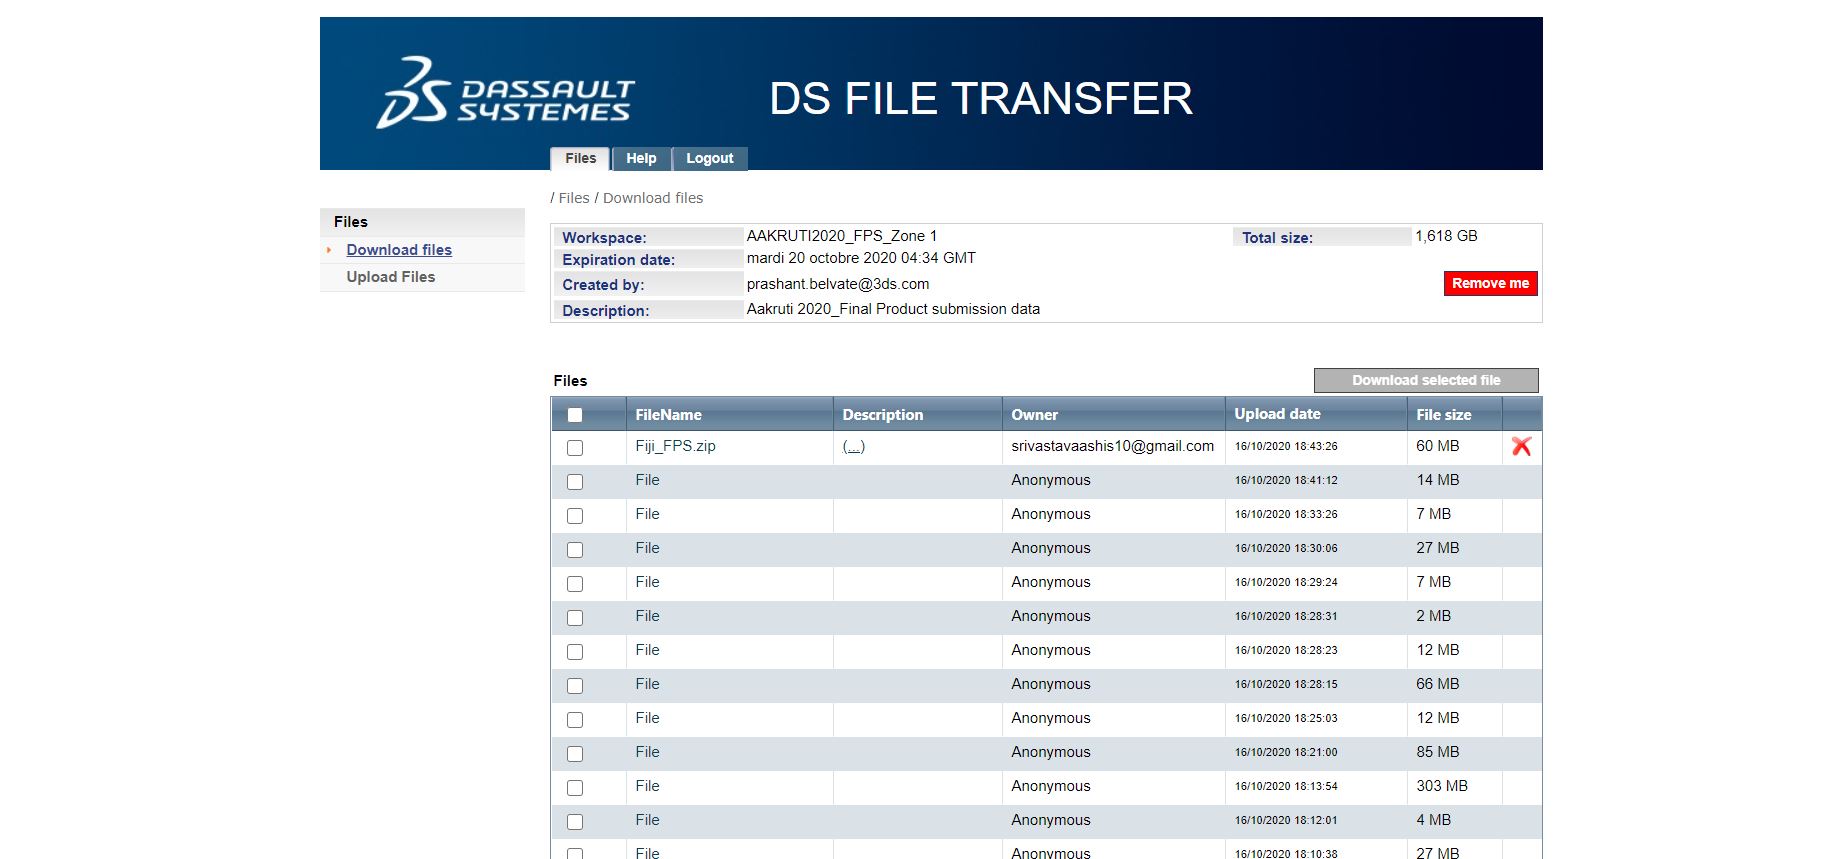 DASSAULT
SYSTEMES
DS FILE TRANSFER
Files Help Logout
/ Files / Download files
Files
Download files
Upload Files
Workspace: AAKRUTI2020_FPS_Zone 1 Total size: 1,618 GB
Expiration date: mardi 20 octobre 2020 04:34 GMT
Created by: prashant.belvate@3ds.com Remove me
Description: Aakruti 2020_Final Product submission data
Files Download selected file
FileName Description Owner Upload date File size
Fiji_FPS.zip (...) srivastavaashis10@gmail.com 16/10/2020 18:43:26 60 MB
File Anonymous 16/10/2020 18:41:12 14 MB
File Anonymous 16/10/2020 18:33:26 7 MB
File Anonymous 16/10/2020 18:30:06 27 MB
File Anonymous 16/10/2020 18:29:24 7 MB
File Anonymous 16/10/2020 18:28:31 2 MB
File Anonymous 16/10/2020 18:28:23 12 MB
File Anonymous 16/10/2020 18:28:15 66 MB
File Anonymous 16/10/2020 18:25:03 12 MB
File Anonymous 16/10/2020 18:21:00 85 MB
File Anonymous 16/10/2020 18:13:54 303 MB
File Anonymous 16/10/2020 18:12:01 4 MB
File Anonymous 16/10/2020 18:10:38 27 MB